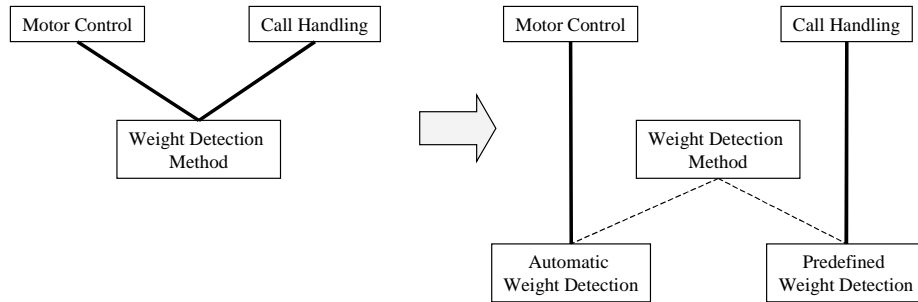 Motor Control
Call Handling
Weight Detection
Method
Motor Control
Call Handling
Weight Detection
Method
Automatic
Weight Detection
Predefined
Weight Detection